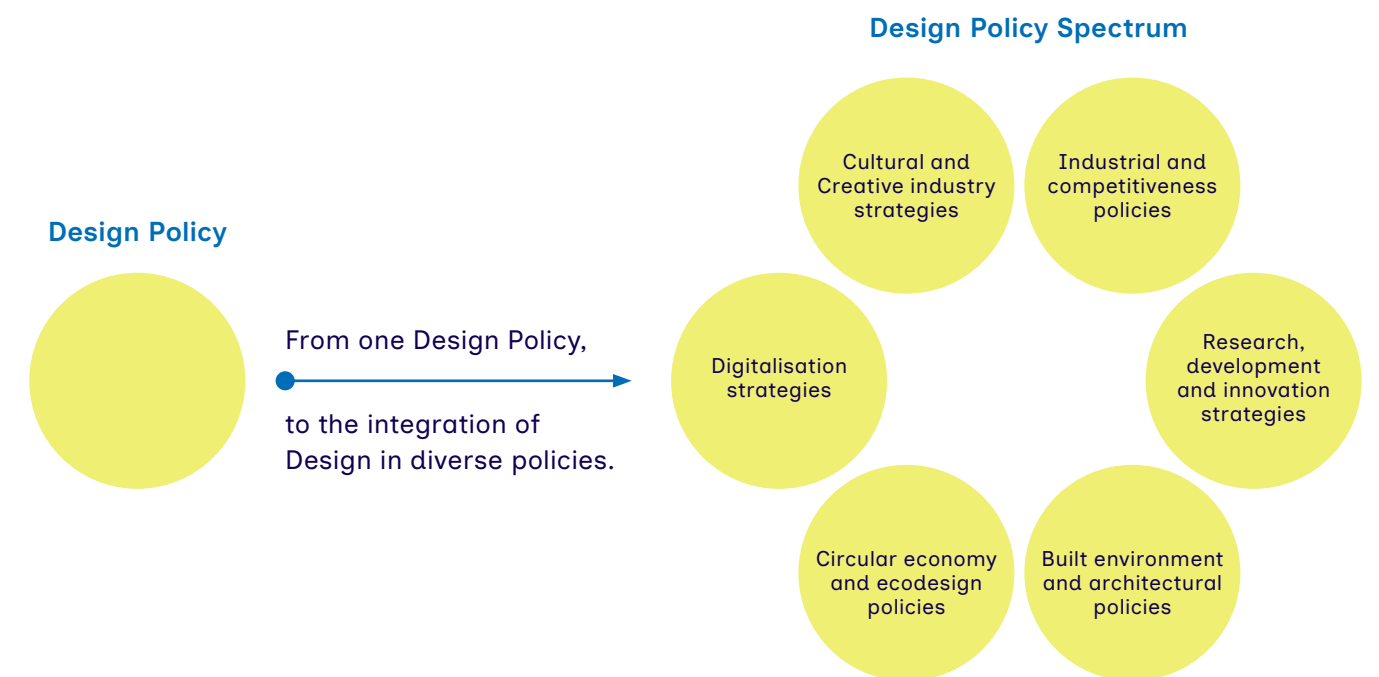 Design Policy Spectrum
Cultural and
Creative industry
strategies
Industrial and
competitiveness
policies
Design Policy
From one Design Policy,
to the integration of
Design in diverse policies.
Digitalisation
strategies
Research,
development
and innovation
strategies
Circular economy
and ecodesign
policies
Built environment
and architectural
policies